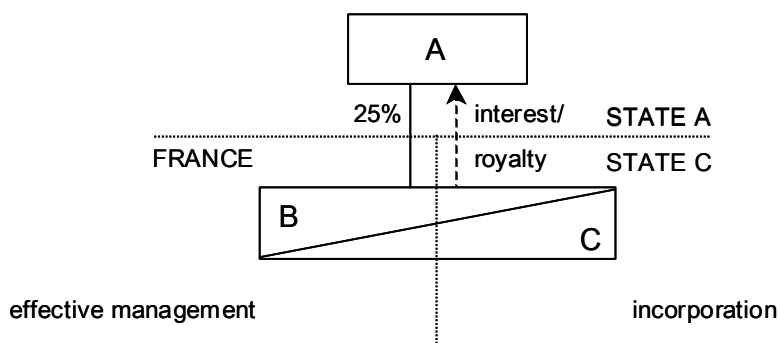 A
25% interest/ STATE A
FRANCE royalty STATE C
B
C
effective management incorporation